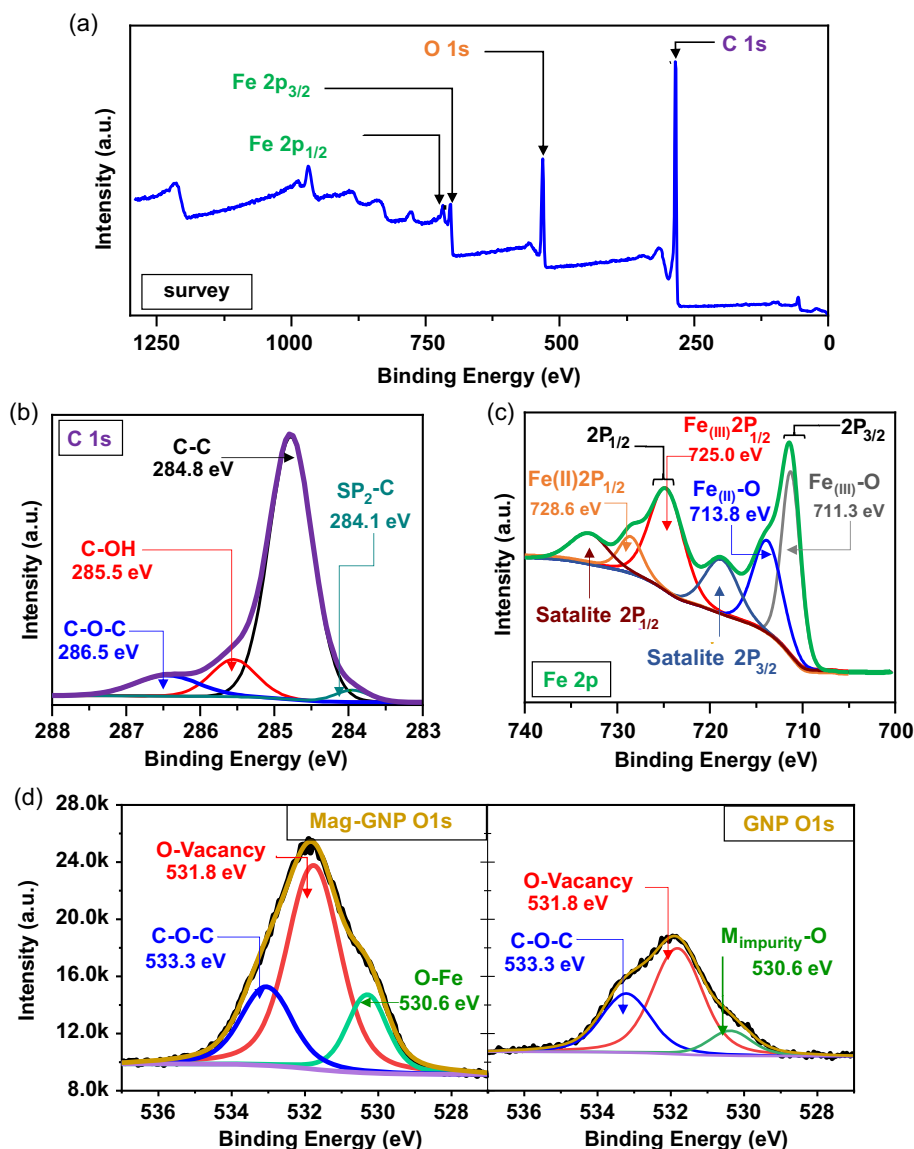 (a)
O 1s
C 1s
Fe 2p3/2
Fe 2p1/2
Intensity (a.u.)
survey
1250 1000 750 500 250 0
Binding Energy (eV)
(b)
C 1s
C-C
284.8 eV
SP2-C
284.1 eV
C-OH
285.5 eV
C-O-C
286.5 eV
Intensity (a.u.)
288 287 286 285 284 283
Binding Energy (eV)
(c)
2P1/2
Fe(III)2P1/2
725.0 eV
2P3/2
Fe(II)2P1/2
728.6 eV
Fe(II)-O
713.8 eV
Fe(III)-O
711.3 eV
Satalite 2P1/2
Satalite 2P3/2
Fe 2p
Intensity (a.u.)
740 730 720 710 700
Binding Energy (eV)
(d)
28.0k
24.0k
20.0k
16.0k
12.0k
8.0k
Intensity (a.u.)
Mag-GNP O1s
O-Vacancy
531.8 eV
C-O-C
533.3 eV
O-Fe
530.6 eV
536 534 532 530 528
Binding Energy (eV)
GNP O1s
O-Vacancy
531.8 eV
C-O-C
533.3 eV
Mimpurity-O
530.6 eV
536 534 532 530 528
Binding Energy (eV)